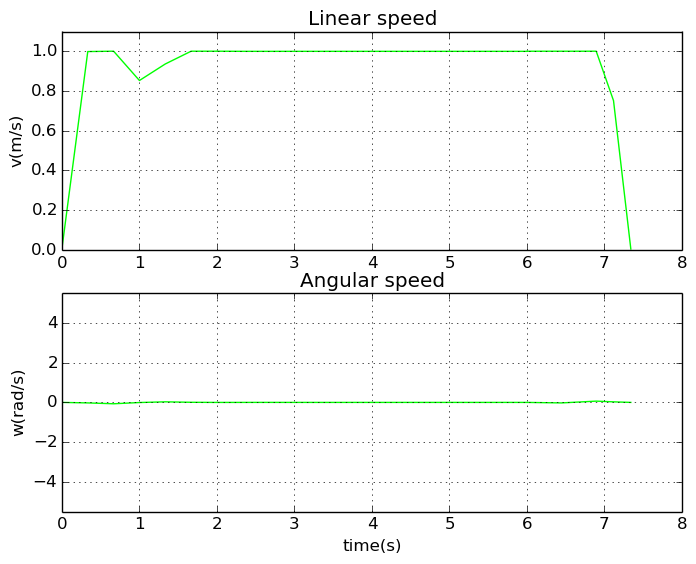 Linear speed
1.0
0.8
0.6
0.4
0.2
0.0
v(m/s)
0 1 2 3 4 5 6 7 8
Angular speed
4
2
0
−2
−4
w(rad/s)
0 1 2 3 4 5 6 7 8
time(s)